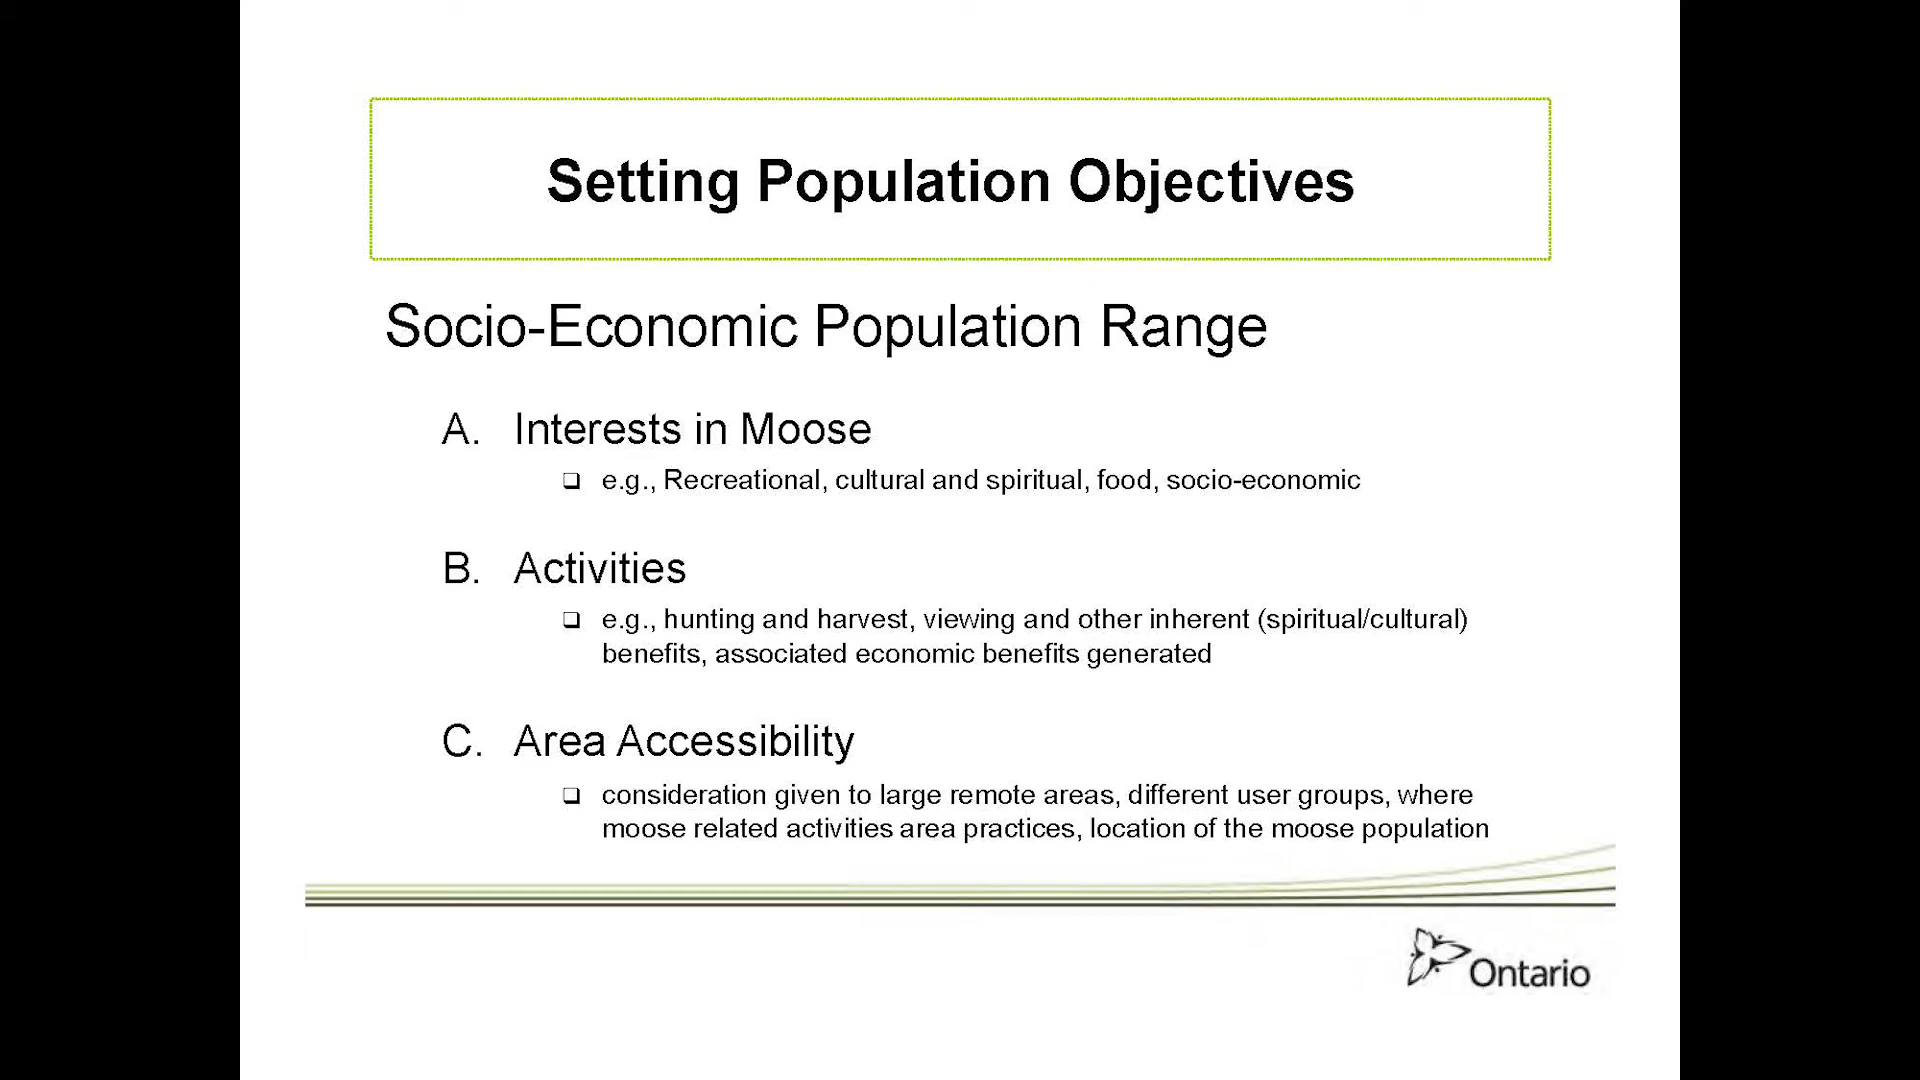 Setting Population Objectives
Socio-Economic Population Range
A. Interests in Moose
❑ e.g., Recreational, cultural and spiritual, food, socio-economic
B. Activities
❑ e.g., hunting and harvest, viewing and other inherent (spiritual/cultural)
benefits, associated economic benefits generated
C. Area Accessibility
❑ consideration given to large remote areas, different user groups, where
moose related activities area practices, location of the moose population
Ontario